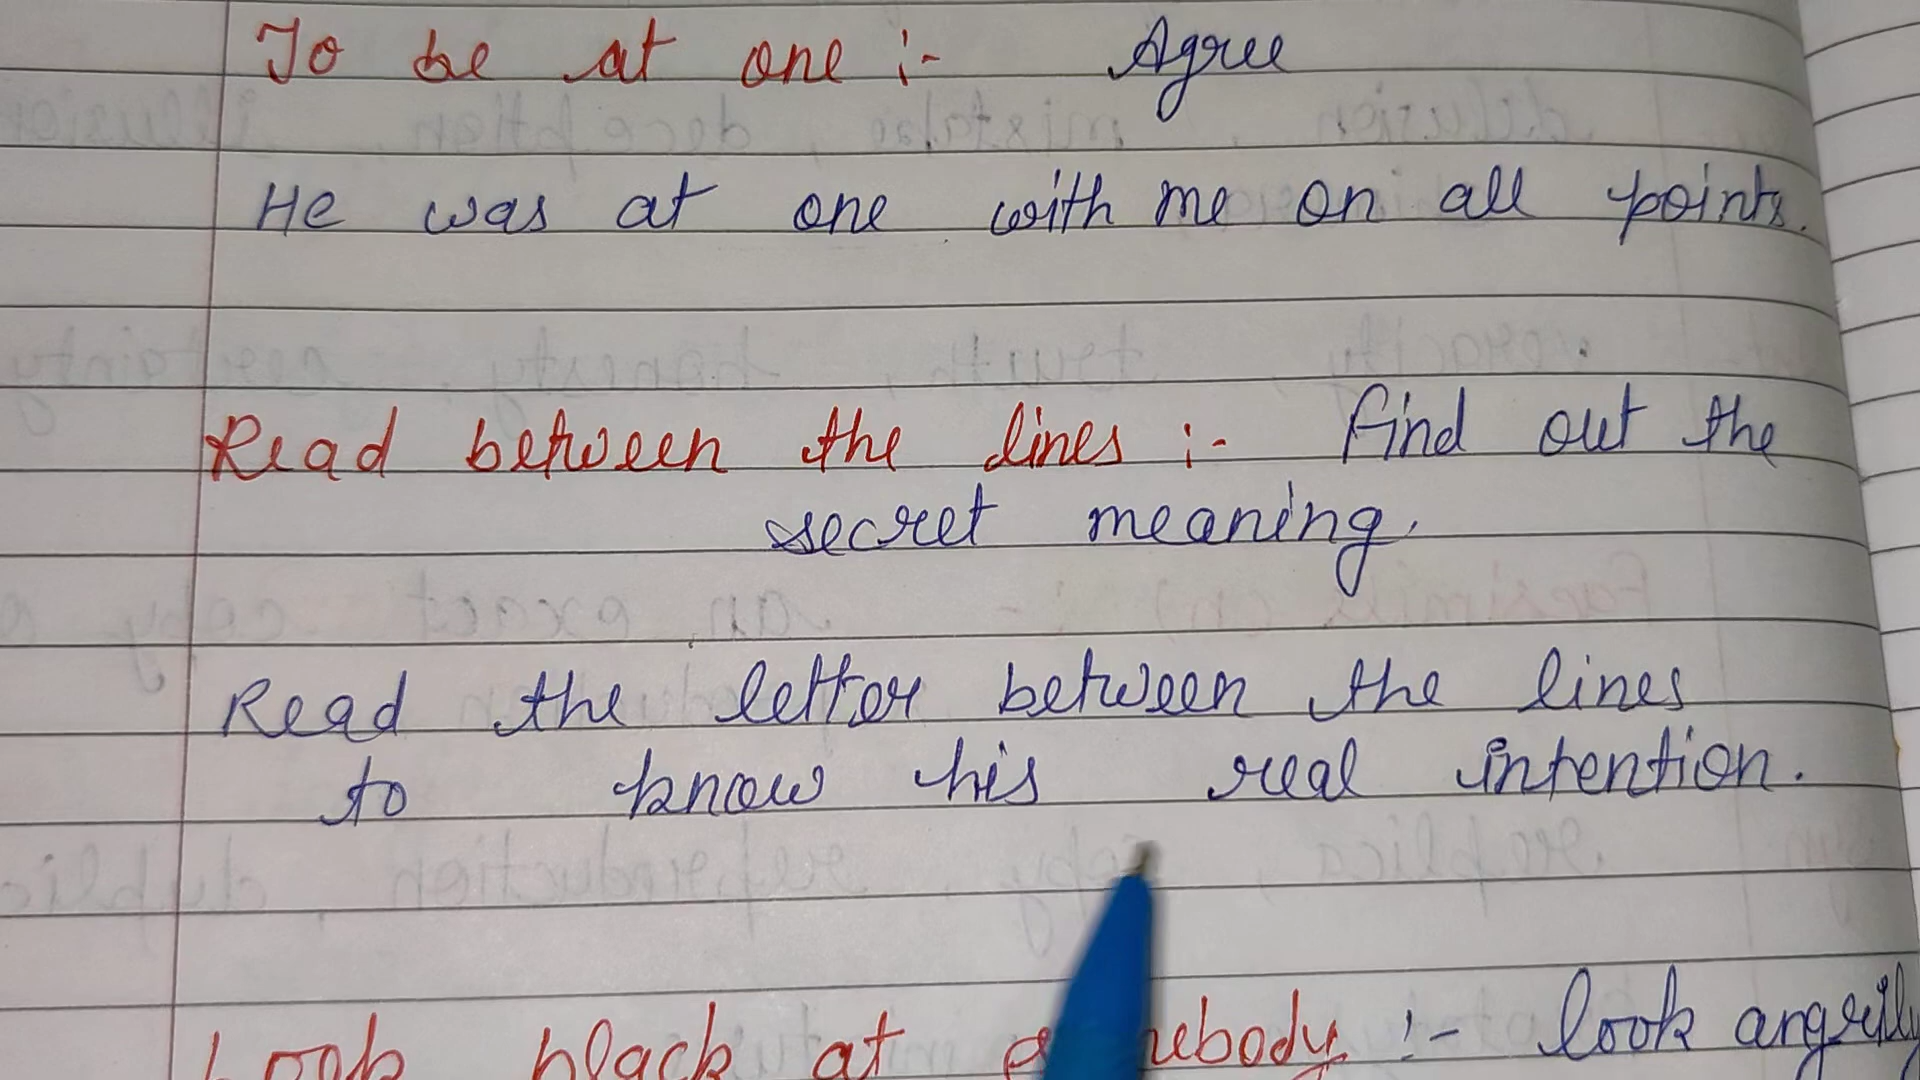 To be at one :- Agree
He was at one with me on all points.
Read between the lines :- find out the
secret meaning.
Read the letter between the lines
to know his real intention.
Look black at :- look angrily